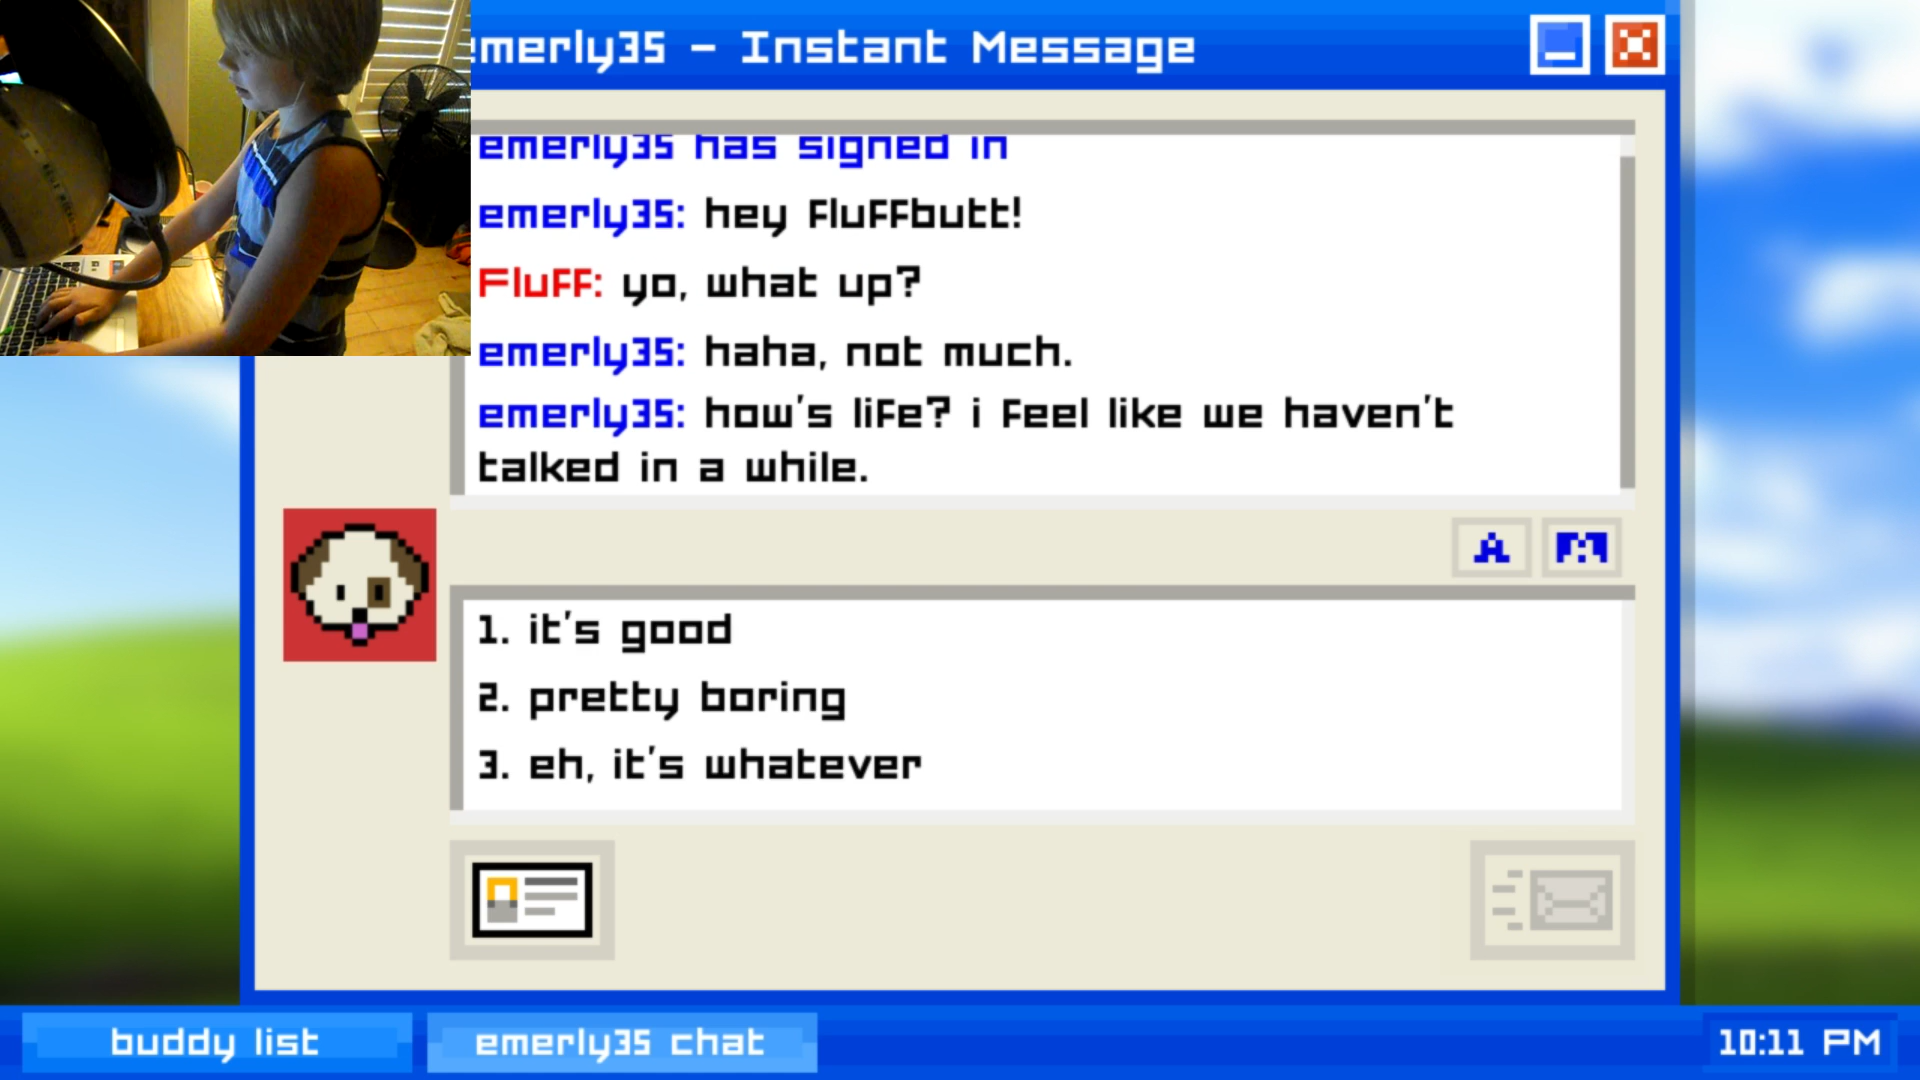 emerly35 - Instant Message
emerly35 has signed in
emerly35: hey fluffbutt!
Fluff: yo, what up?
emerly35: haha, not much.
emerly35: how's life? i feel like we haven't
talked in a while.
A M
1. it's good
2. pretty boring
3. eh, it's whatever
buddy list
emerly35 chat
10:11 PM